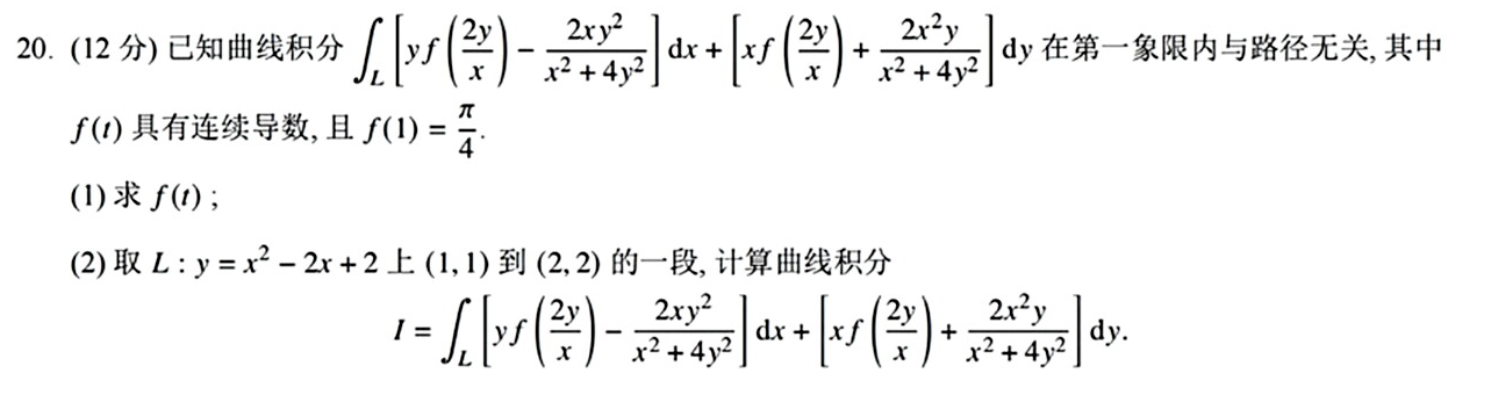 20. (12 分) 已知曲线积分 $\int_L \left[ yf\left(\frac{2y}{x}\right) - \frac{2xy^2}{x^2+4y^2} \right] \mathrm{d}x + \left[ xf\left(\frac{2y}{x}\right) + \frac{2x^2y}{x^2+4y^2} \right] \mathrm{d}y$ 在第一象限内与路径无关, 其中
$f(t)$ 具有连续导数, 且 $f(1) = \frac{\pi}{4}$.
(1) 求 $f(t)$ ;
(2) 取 $L : y = x^2 - 2x + 2$ 上 $(1, 1)$ 到 $(2, 2)$ 的一段, 计算曲线积分
$I = \int_L \left[ yf\left(\frac{2y}{x}\right) - \frac{2xy^2}{x^2+4y^2} \right] \mathrm{d}x + \left[ xf\left(\frac{2y}{x}\right) + \frac{2x^2y}{x^2+4y^2} \right] \mathrm{d}y.$